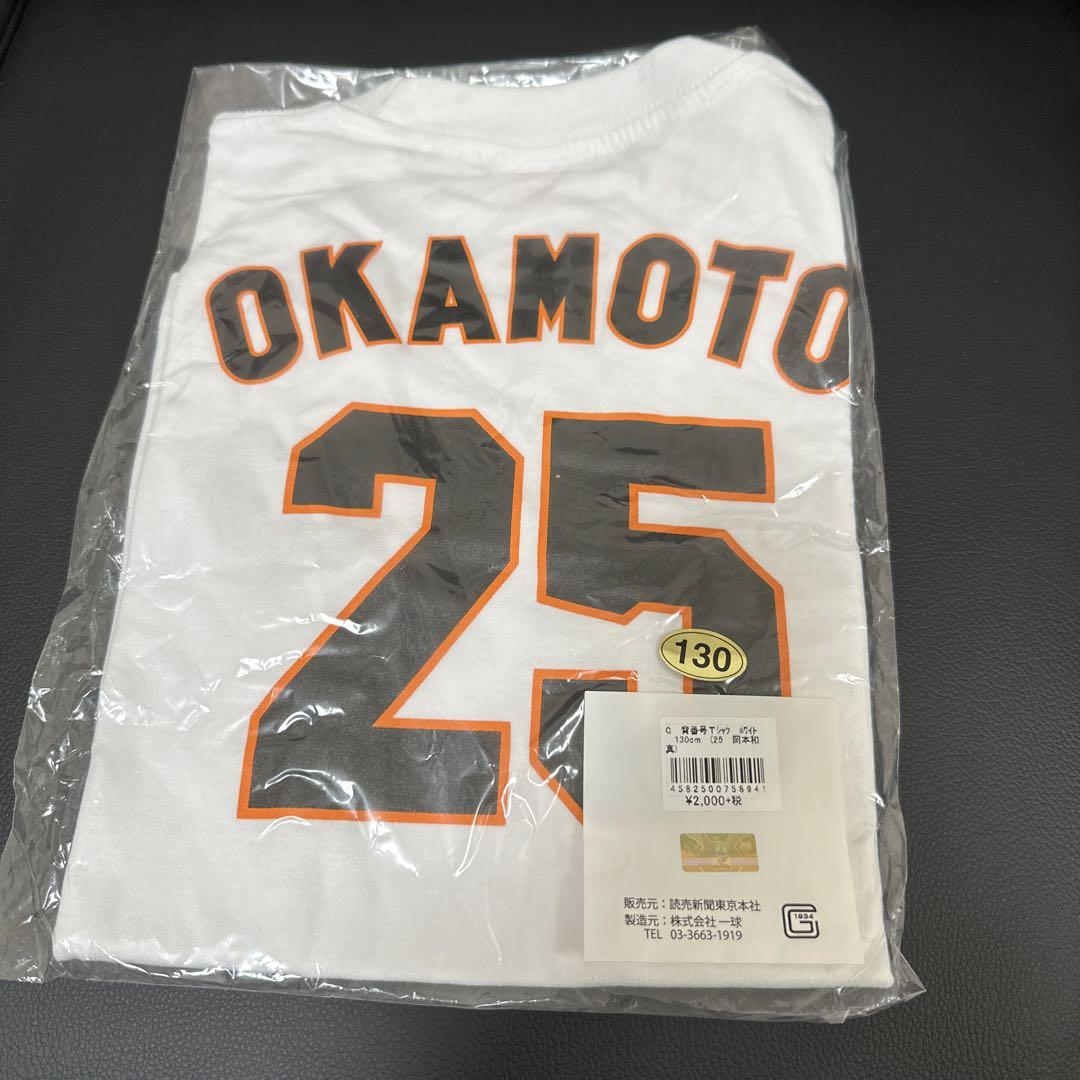 OKAMOTO
25
130
G 背番号Tシャツ ホワイト
130cm (25 岡本和
真)
4582500758941
¥2,000+税
販売元：読売新聞東京本社
製造元：株式会社 一球
TEL 03-3663-1919
1934
G